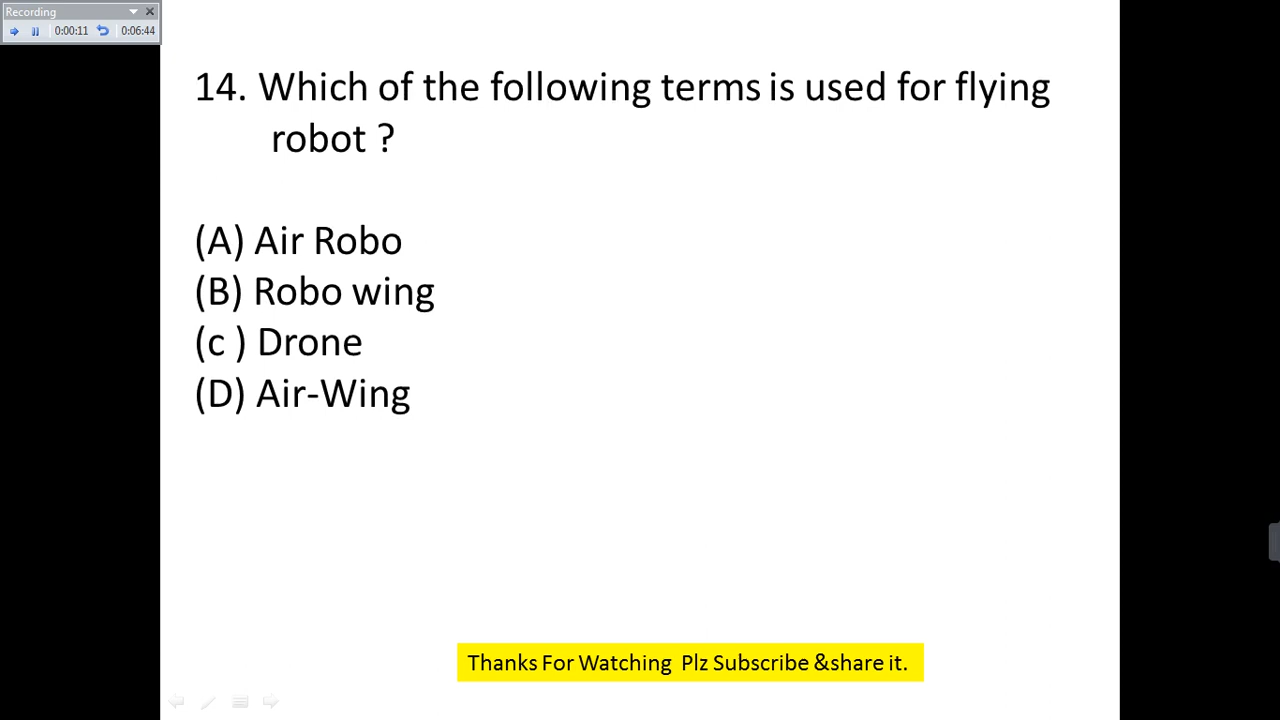 Recording
0:00:11 0:06:44
14. Which of the following terms is used for flying
robot ?
(A) Air Robo
(B) Robo wing
(c ) Drone
(D) Air-Wing
Thanks For Watching Plz Subscribe &share it.